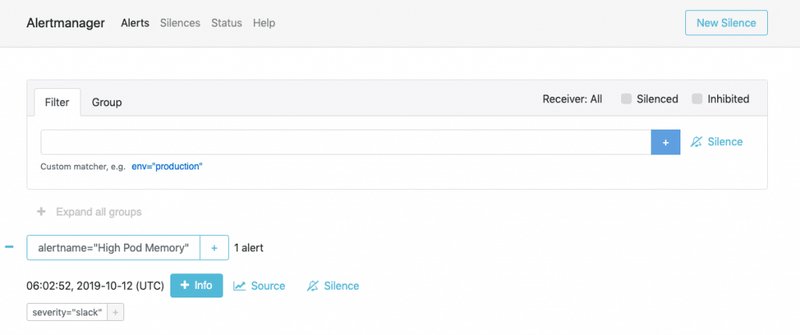 Alertmanager Alerts Silences Status Help New Silence
Filter Group Receiver: All Silenced Inhibited
+ Silence
Custom matcher, e.g. env="production"
+ Expand all groups
− alertname="High Pod Memory" + 1 alert
06:02:52, 2019-10-12 (UTC) + Info Source Silence
severity="slack" +